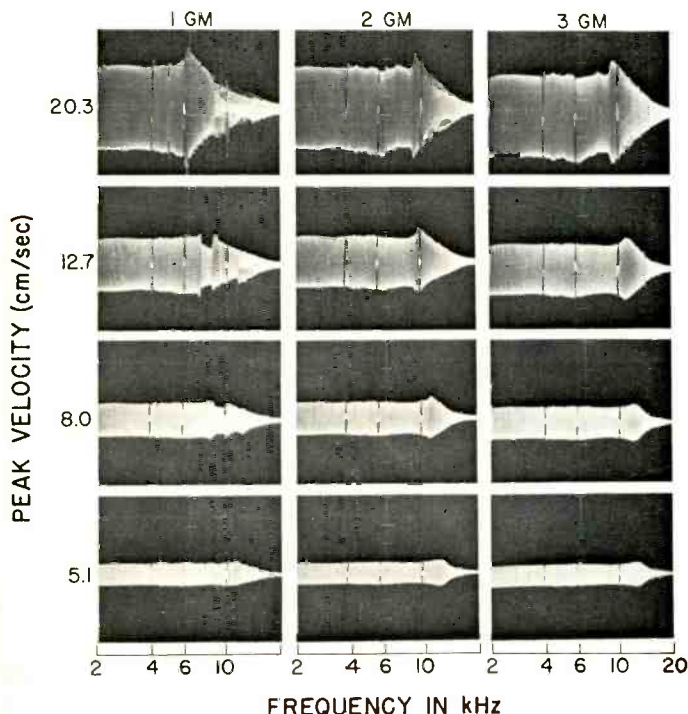 1 GM 2 GM 3 GM
20.3
12.7
8.0
5.1
PEAK VELOCITY (cm/sec)
2 4 6 10 2 4 6 10 2 4 6 10 20
FREQUENCY IN kHz